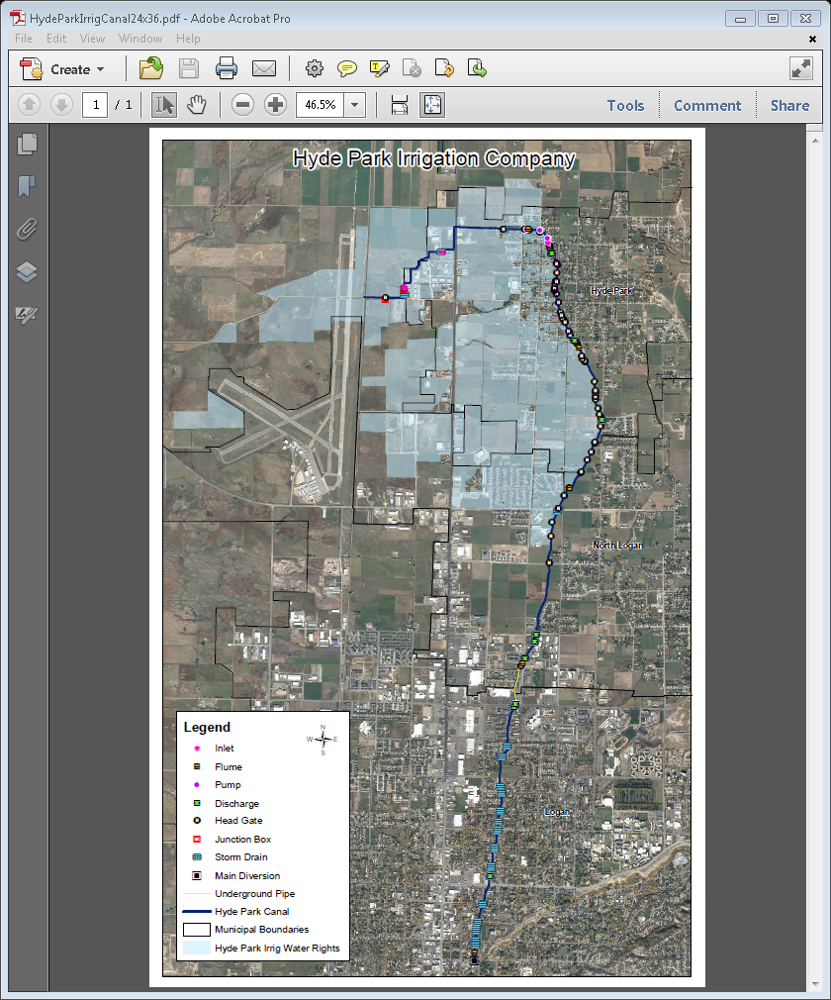 HydeParkIrrigCanal24x36.pdf - Adobe Acrobat Pro
File Edit View Window Help
Create
1 / 1
46.5%
Tools Comment Share
Hyde Park Irrigation Company
Hyde Park
North Logan
Logan
Legend
N
W E
S
Inlet
Flume
Pump
Discharge
Head Gate
Junction Box
Storm Drain
Main Diversion
Underground Pipe
Hyde Park Canal
Municipal Boundaries
Hyde Park Irrig Water Rights